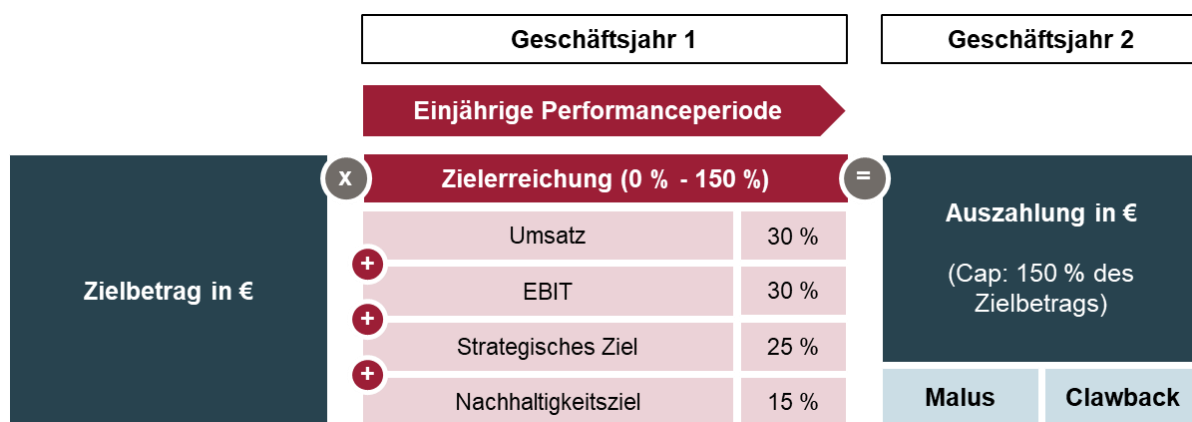 Geschäftsjahr 1
Geschäftsjahr 2
Einjährige Performanceperiode
Zielbetrag in €
x
Zielerreichung (0 % - 150 %)
=
Umsatz 30 %
+
EBIT 30 %
+
Strategisches Ziel 25 %
+
Nachhaltigkeitsziel 15 %
Auszahlung in €
(Cap: 150 % des
Zielbetrags)
Malus
Clawback